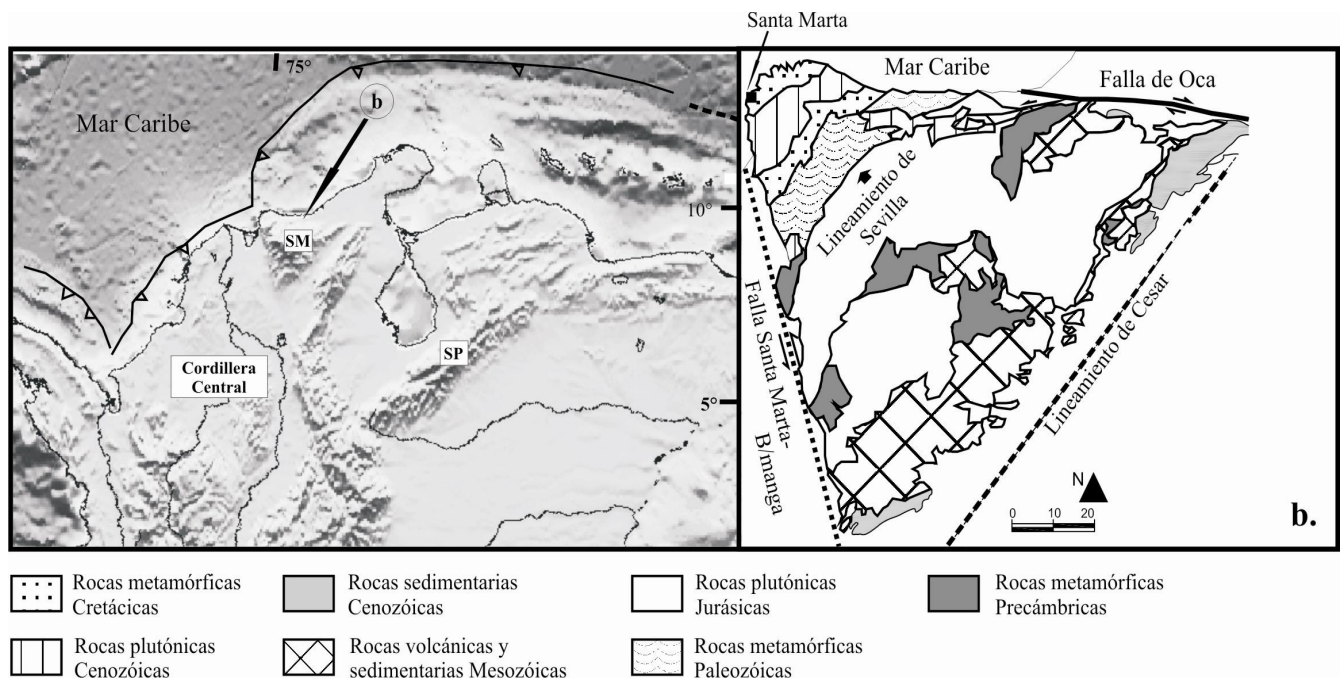 Santa Marta
75°
b
Mar Caribe
10°
SM
SP
Cordillera
Central
5°
Mar Caribe
Falla de Oca
Lineamiento de
Sevilla
Falla Santa Marta-
B/manga
Lineamiento de Cesar
N
0 10 20
b.
Rocas metamórficas
Cretácicas
Rocas sedimentarias
Cenozóicas
Rocas plutónicas
Jurásicas
Rocas metamórficas
Precámbricas
Rocas plutónicas
Cenozóicas
Rocas volcánicas y
sedimentarias Mesozóicas
Rocas metamórficas
Paleozóicas